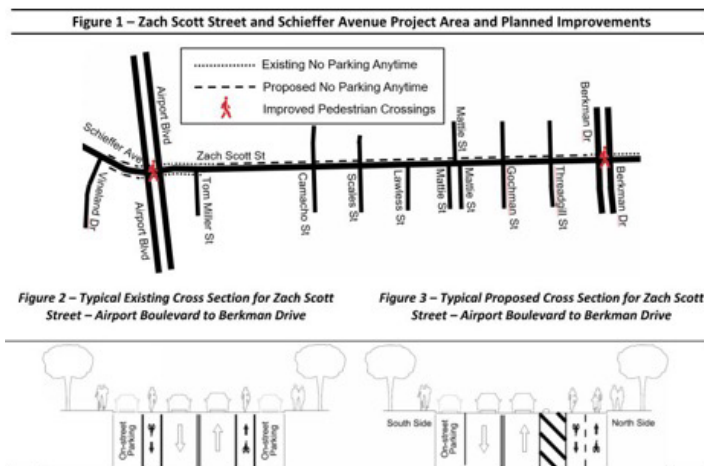 Figure 1 – Zach Scott Street and Schieffer Avenue Project Area and Planned Improvements
Existing No Parking Anytime
Proposed No Parking Anytime
Improved Pedestrian Crossings
Airport Blvd
Schieffer Ave
Zach Scott St
Mattie St
Berkman Dr
Vineland Dr
Airport Blvd
Tom Miller St
Camacho St
Scales St
Lawless St
Mattie St
Mattie St
Gochman St
Threadgill St
Berkman Dr
Figure 2 – Typical Existing Cross Section for Zach Scott
Street – Airport Boulevard to Berkman Drive
Figure 3 – Typical Proposed Cross Section for Zach Scott
Street – Airport Boulevard to Berkman Drive
On-street
Parking
On-street
Parking
South Side
On-street
Parking
North Side